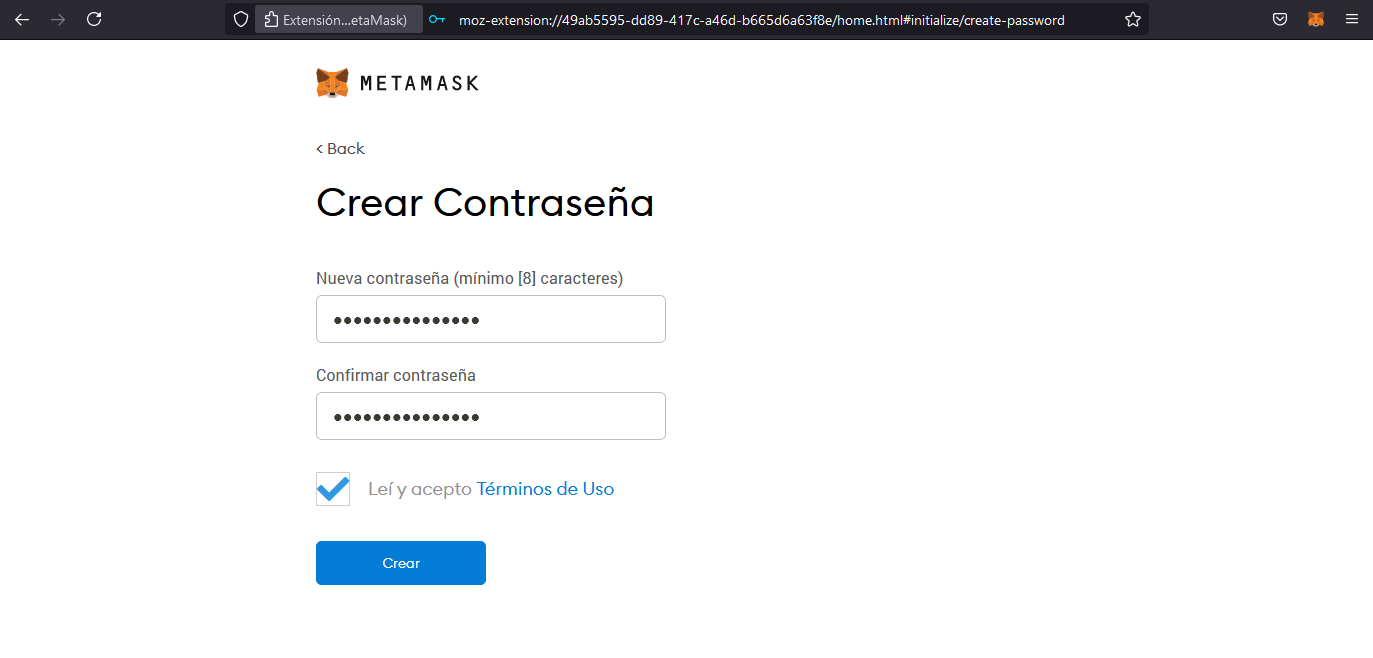 Extensión...etaMask)
moz-extension://49ab5595-dd89-417c-a46d-b665d6a63f8e/home.html#initialize/create-password
METAMASK
< Back
Crear Contraseña
Nueva contraseña (mínimo [8] caracteres)
•••••••••••••••
Confirmar contraseña
•••••••••••••••
Leí y acepto Términos de Uso
Crear